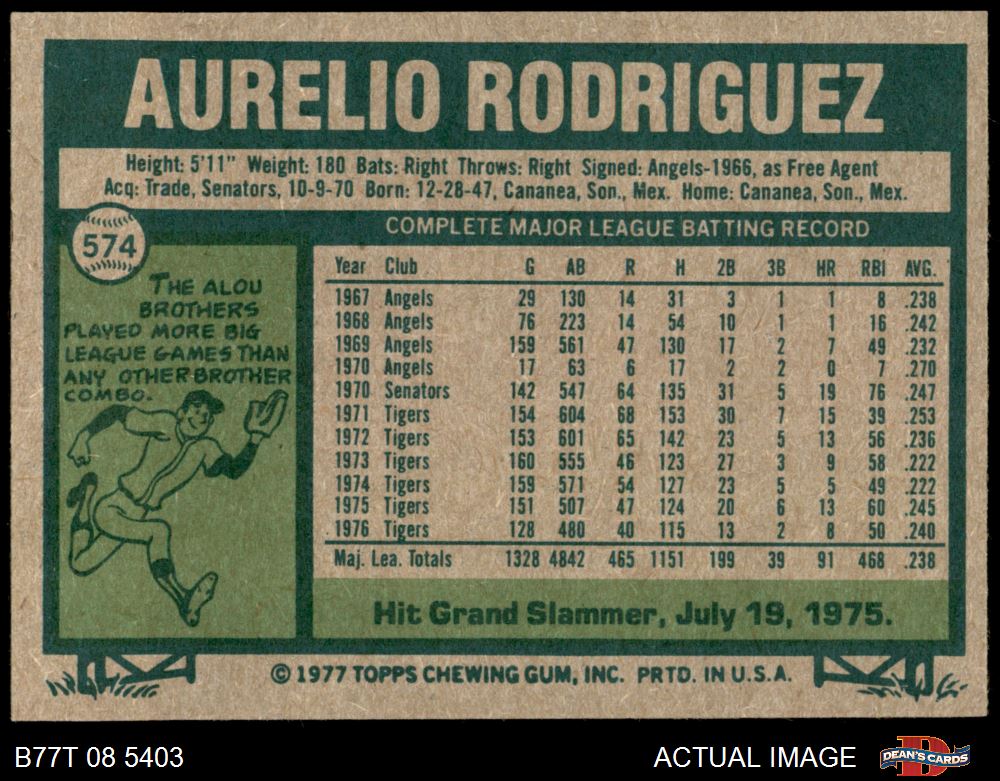 AURELIO RODRIGUEZ
Height: 5'11" Weight: 180 Bats: Right Throws: Right Signed: Angels-1966, as Free Agent
Acq: Trade, Senators, 10-9-70 Born: 12-28-47, Cananea, Son., Mex. Home: Cananea, Son., Mex.
574
THE ALOU
BROTHERS
PLAYED MORE BIG
LEAGUE GAMES THAN
ANY OTHER BROTHER
COMBO.
COMPLETE MAJOR LEAGUE BATTING RECORD
Year Club G AB R H 2B 3B HR RBI AVG.
1967 Angels 29 130 14 31 3 1 1 8 .238
1968 Angels 76 223 14 54 10 1 1 16 .242
1969 Angels 159 561 47 130 17 2 7 49 .232
1970 Angels 17 63 6 17 2 2 0 7 .270
1970 Senators 142 547 64 135 31 5 19 76 .247
1971 Tigers 154 604 68 153 30 7 15 39 .253
1972 Tigers 153 601 65 142 23 5 13 56 .236
1973 Tigers 160 555 46 123 27 3 9 58 .222
1974 Tigers 159 571 54 127 23 5 5 49 .222
1975 Tigers 151 507 47 124 20 6 13 60 .245
1976 Tigers 128 480 40 115 13 2 8 50 .240
Maj. Lea. Totals 1328 4842 465 1151 199 39 91 468 .238
Hit Grand Slammer, July 19, 1975.
© 1977 TOPPS CHEWING GUM, INC. PRTD. IN U.S.A.
B77T 08 5403
ACTUAL IMAGE
DEAN'S CARDS